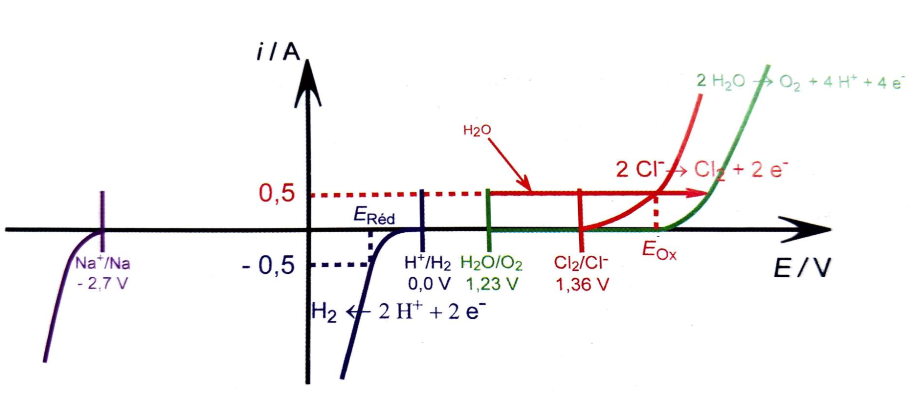 i / A
2 H₂O → O₂ + 4 H⁺ + 4 e⁻
H₂O
2 Cl⁻ → Cl₂ + 2 e⁻
0,5
E_Réd
E_Ox
- 0,5
E / V
Na⁺/Na
- 2,7 V
H⁺/H₂
0,0 V
H₂O/O₂
1,23 V
Cl₂/Cl⁻
1,36 V
H₂ ← 2 H⁺ + 2 e⁻